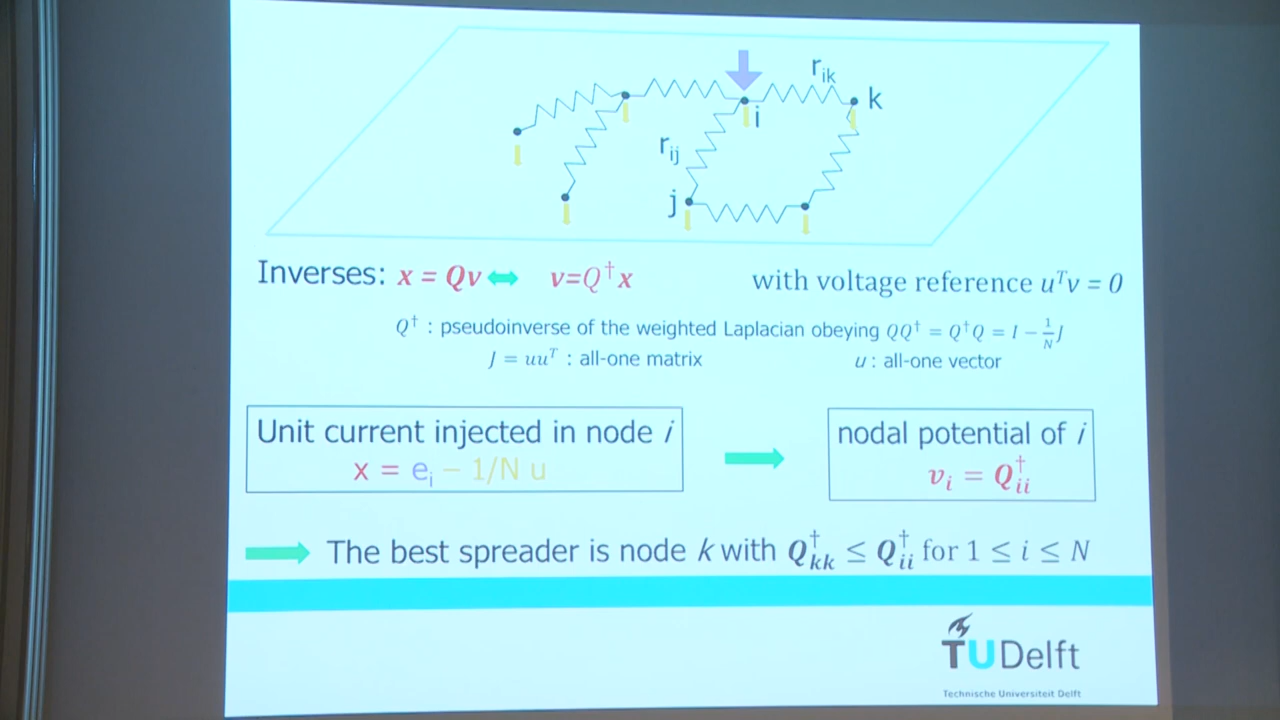 r_ik
k
i
r_ij
j
Inverses: x = Qv ⇔ v=Q†x with voltage reference uᵀv = 0
Q† : pseudoinverse of the weighted Laplacian obeying QQ† = Q†Q = I − 1/N J
J = uuᵀ : all-one matrix u : all-one vector
Unit current injected in node i
x = e_i − 1/N u
nodal potential of i
v_i = Q†_ii
The best spreader is node k with Q†_kk ≤ Q†_ii for 1 ≤ i ≤ N
TUDelft
Technische Universiteit Delft